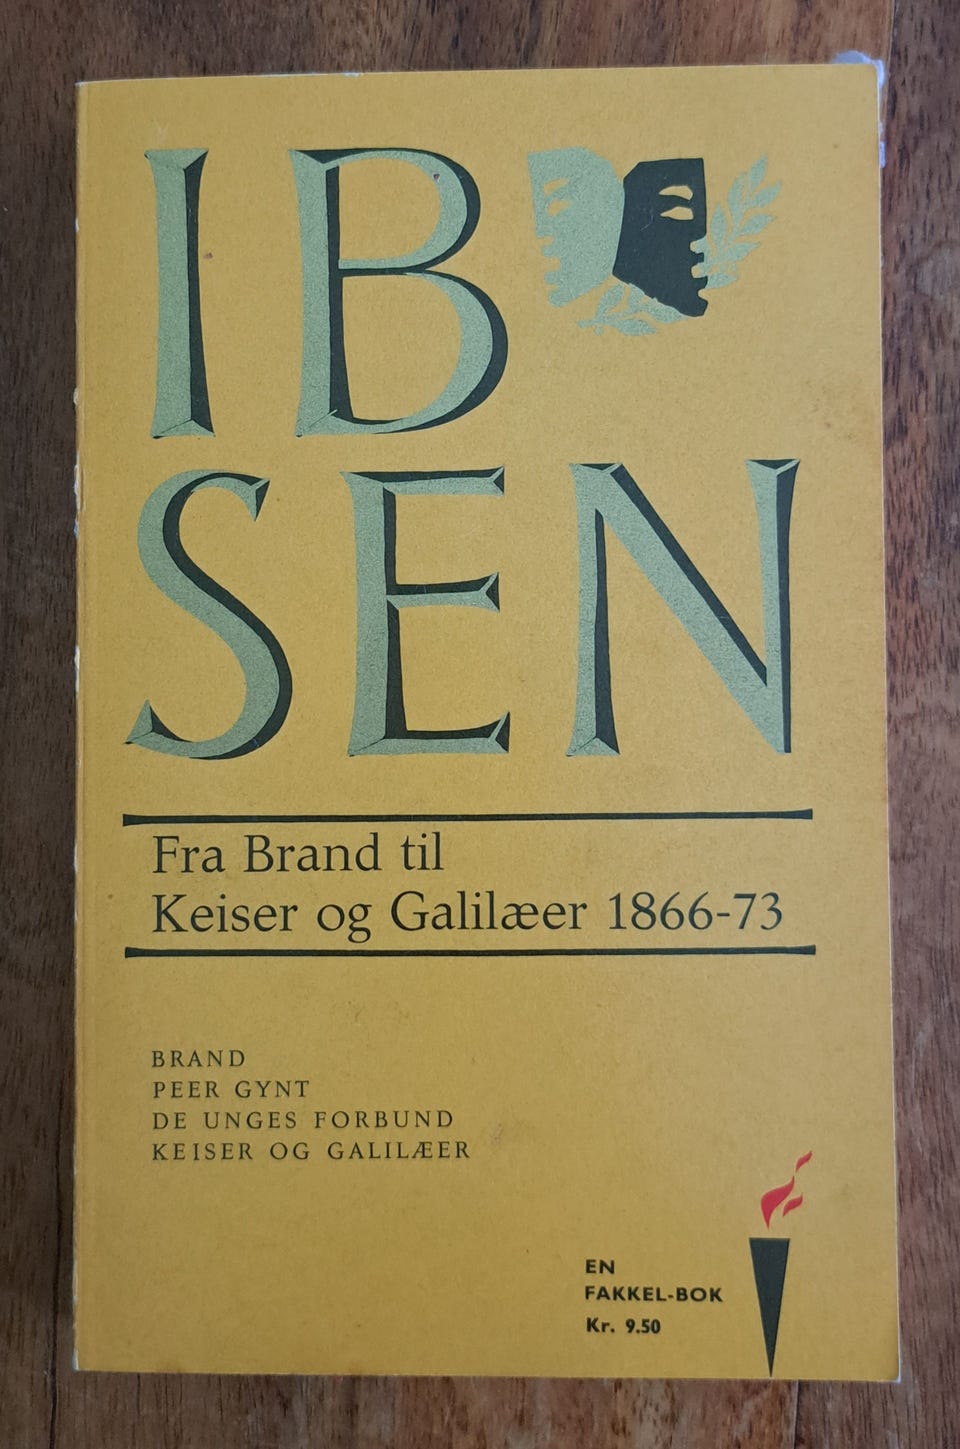 IB
SEN
Fra Brand til
Keiser og Galilæer 1866-73
BRAND
PEER GYNT
DE UNGES FORBUND
KEISER OG GALILÆER
EN
FAKKEL-BOK
Kr. 9.50